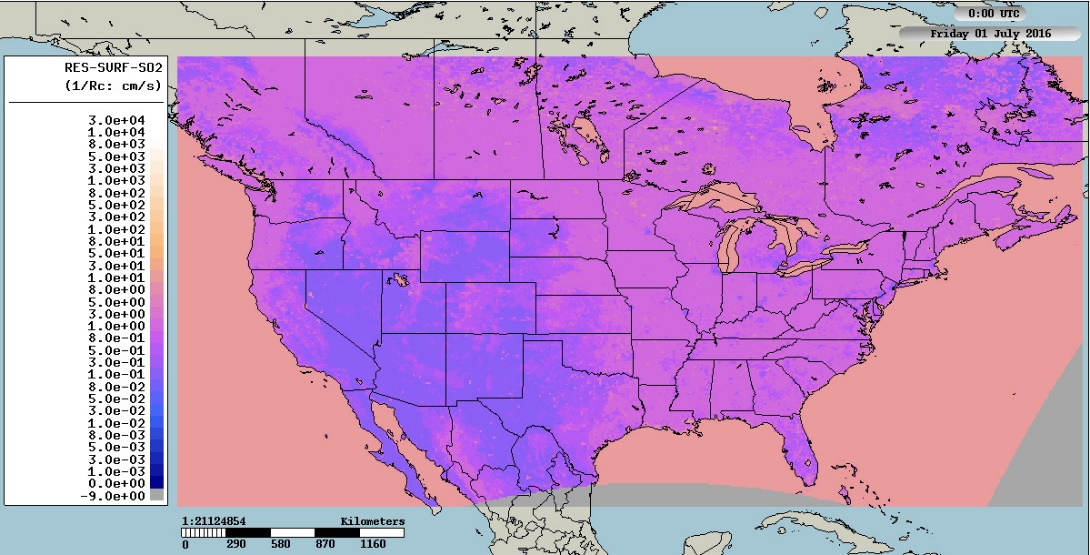 0:00 UTC
Friday 01 July 2016
RES-SURF-SO2
(1/Rc: cm/s)
3.0e+04
1.0e+04
8.0e+03
5.0e+03
3.0e+03
1.0e+03
8.0e+02
5.0e+02
3.0e+02
1.0e+02
8.0e+01
5.0e+01
3.0e+01
1.0e+01
8.0e+00
5.0e+00
3.0e+00
1.0e+00
8.0e-01
5.0e-01
3.0e-01
1.0e-01
8.0e-02
5.0e-02
3.0e-02
1.0e-02
8.0e-03
5.0e-03
3.0e-03
1.0e-03
0.0e+00
-9.0e+00
1:21124854 Kilometers
0 290 580 870 1160